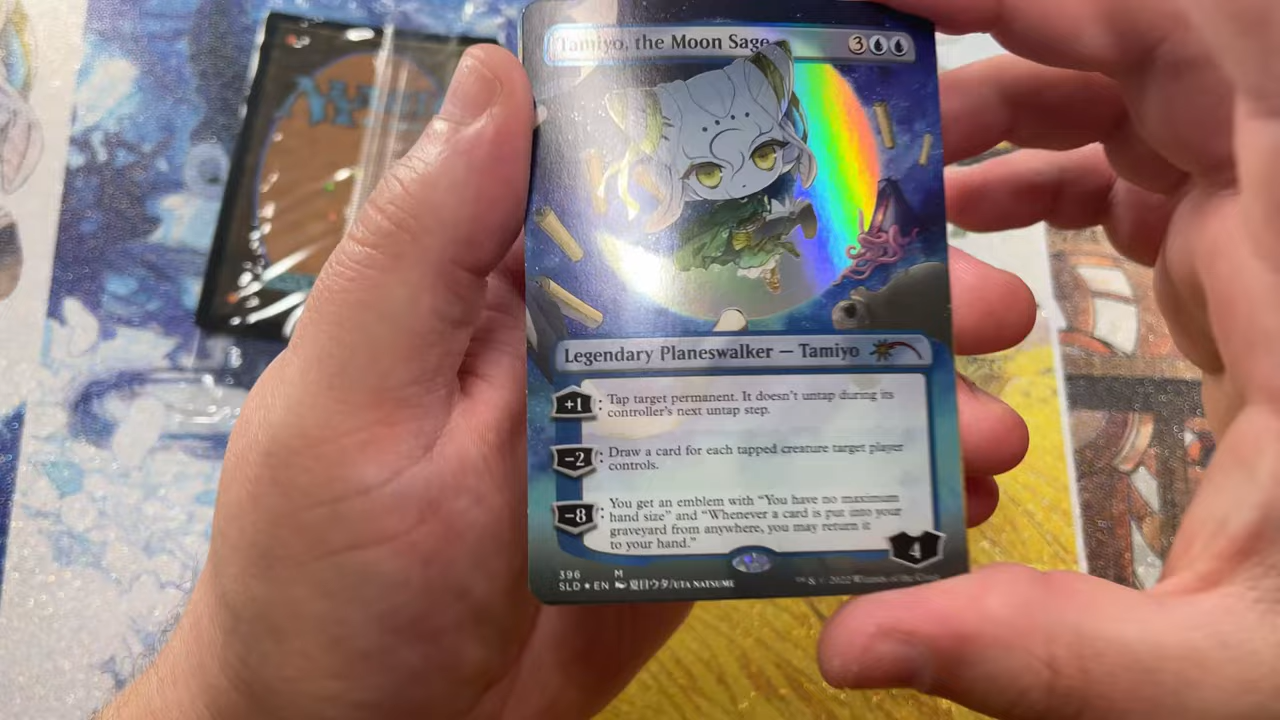 Tamiyo, the Moon Sage 3
Legendary Planeswalker — Tamiyo
+1: Tap target permanent. It doesn't untap during its
controller's next untap step.
−2: Draw a card for each tapped creature target player
controls.
−8: You get an emblem with “You have no maximum
hand size” and “Whenever a card is put into your
graveyard from anywhere, you may return it
to your hand.”
4
396 M
SLD ★ EN 夏目ウタ/UTA NATSUME ™ & © 2022 Wizards of the Coast